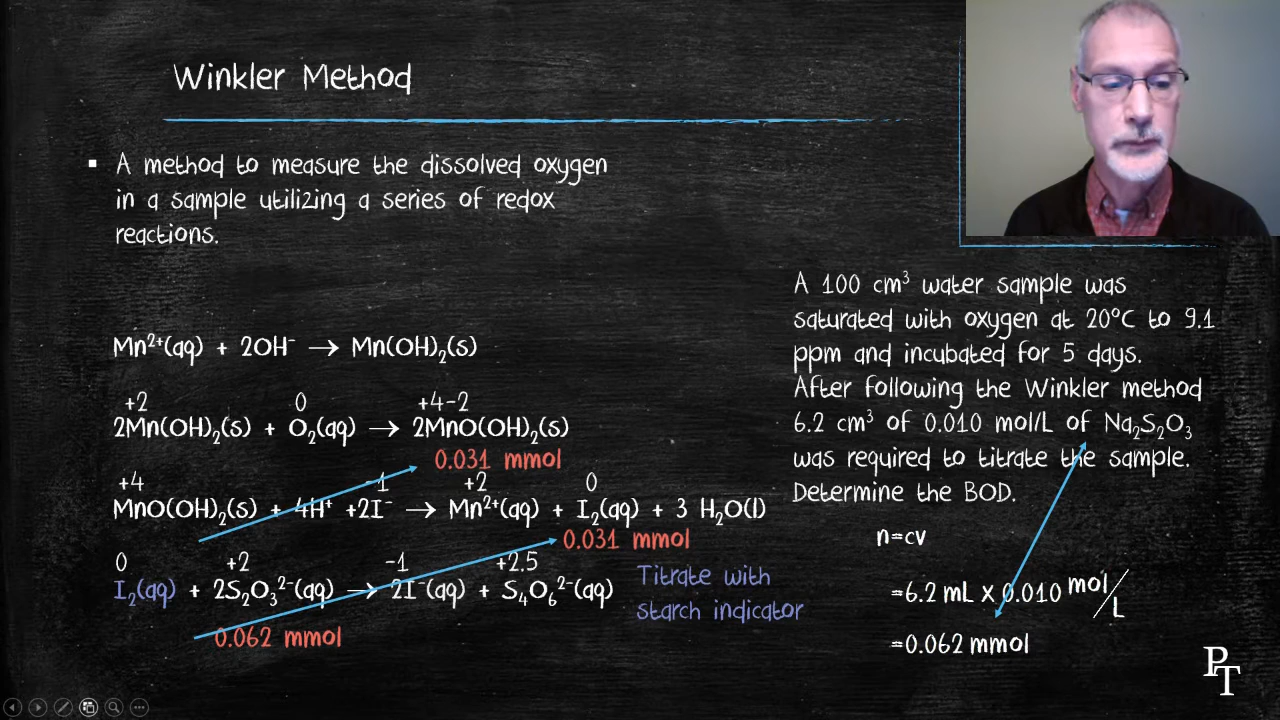 Winkler Method
▪ A method to measure the dissolved oxygen
in a sample utilizing a series of redox
reactions.
Mn²⁺(aq) + 2OH⁻ → Mn(OH)₂(s)
+2 0 +4-2
2Mn(OH)₂(s) + O₂(aq) → 2MnO(OH)₂(s)
0.031 mmol
+4 -1 +2 0
MnO(OH)₂(s) + 4H⁺ +2I⁻ → Mn²⁺(aq) + I₂(aq) + 3 H₂O(l)
0.031 mmol
0 +2 -1 +2.5
I₂(aq) + 2S₂O₃²⁻(aq) → 2I⁻(aq) + S₄O₆²⁻(aq)
0.062 mmol
Titrate with
starch indicator
A 100 cm³ water sample was
saturated with oxygen at 20°C to 9.1
ppm and incubated for 5 days.
After following the Winkler method
6.2 cm³ of 0.010 mol/L of Na₂S₂O₃
was required to titrate the sample.
Determine the BOD.
n=cv
=6.2 mL x 0.010 mol/L
=0.062 mmol
PT